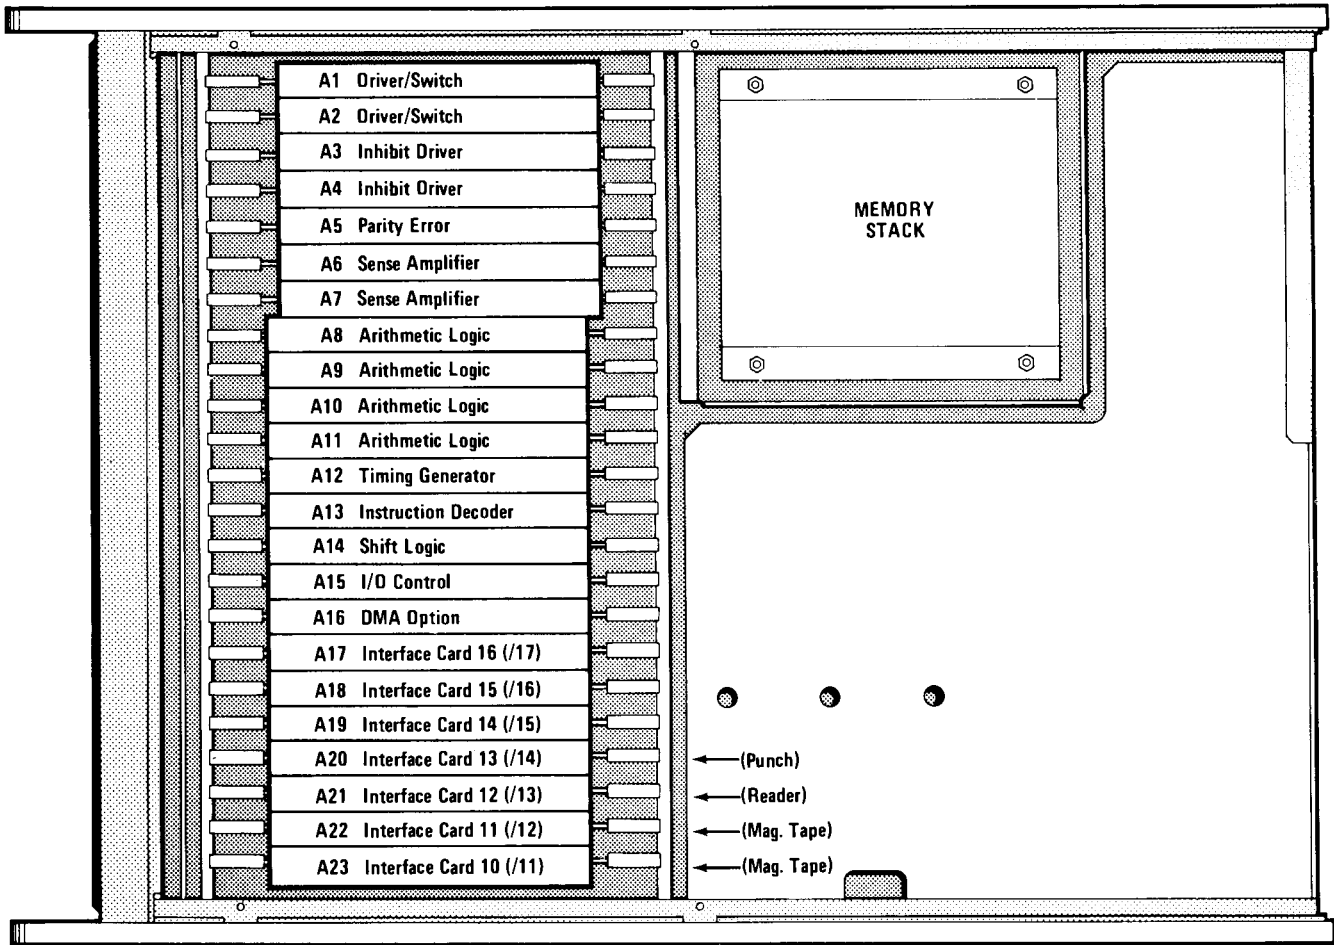 A1 Driver/Switch
A2 Driver/Switch
A3 Inhibit Driver
A4 Inhibit Driver
A5 Parity Error
A6 Sense Amplifier
A7 Sense Amplifier
A8 Arithmetic Logic
A9 Arithmetic Logic
A10 Arithmetic Logic
A11 Arithmetic Logic
A12 Timing Generator
A13 Instruction Decoder
A14 Shift Logic
A15 I/O Control
A16 DMA Option
A17 Interface Card 16 (/17)
A18 Interface Card 15 (/16)
A19 Interface Card 14 (/15)
A20 Interface Card 13 (/14)
A21 Interface Card 12 (/13)
A22 Interface Card 11 (/12)
A23 Interface Card 10 (/11)
MEMORY
STACK
(Punch)
(Reader)
(Mag. Tape)
(Mag. Tape)